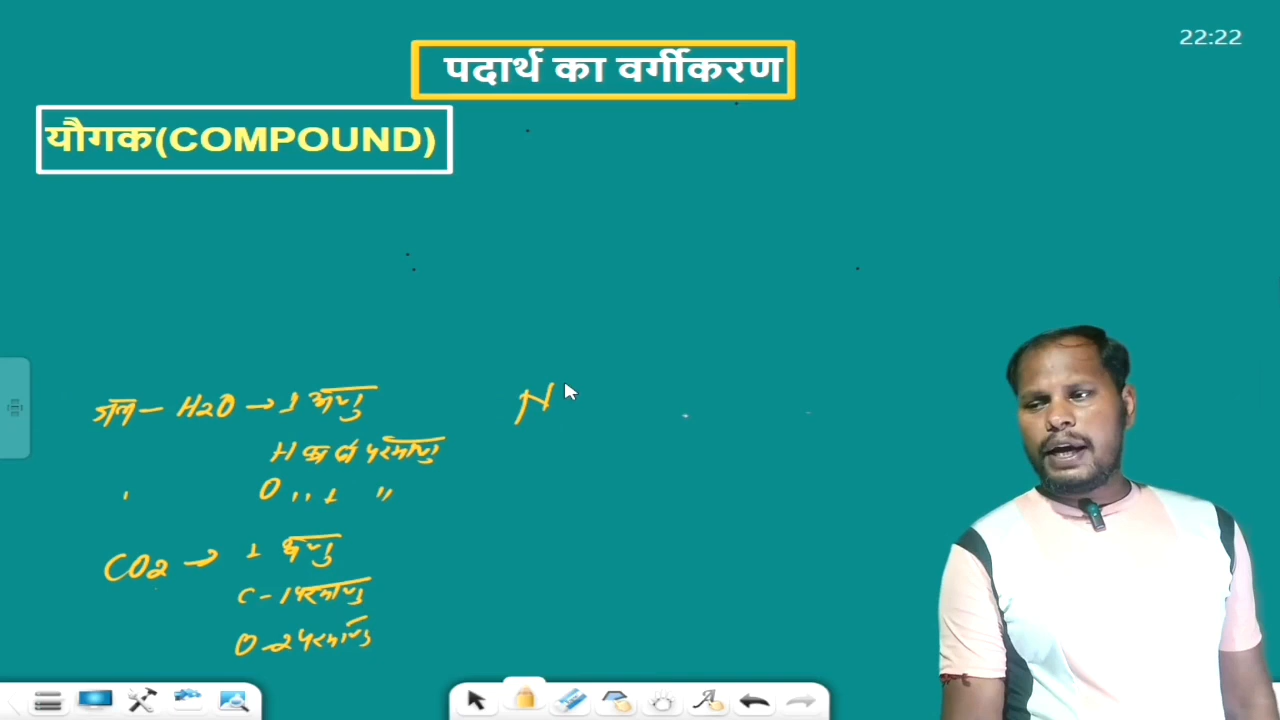 22:22
पदार्थ का वर्गीकरण
यौगक(COMPOUND)
जल – H2O → 1 अणु
H का दो परमाणु
O ,, 1 "
N
CO2 → 1 अणु
C - 1 परमाणु
O - 2 परमाणु